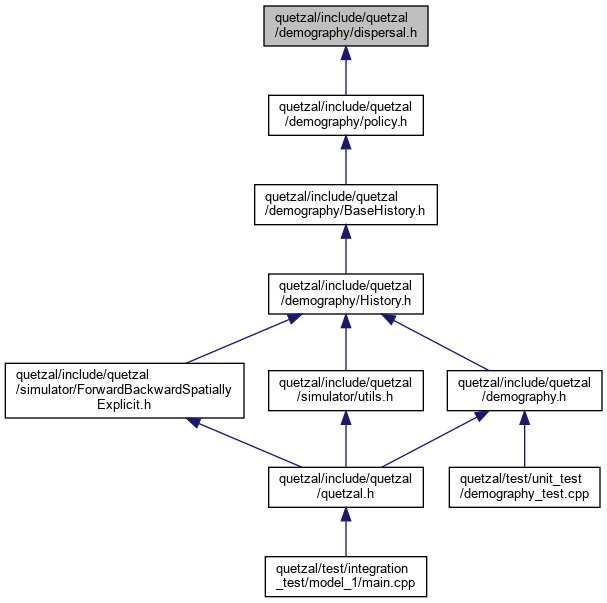 quetzal/include/quetzal
/demography/dispersal.h
quetzal/include/quetzal
/demography/policy.h
quetzal/include/quetzal
/demography/BaseHistory.h
quetzal/include/quetzal
/demography/History.h
quetzal/include/quetzal
/simulator/ForwardBackwardSpatially
Explicit.h
quetzal/include/quetzal
/simulator/utils.h
quetzal/include/quetzal
/demography.h
quetzal/include/quetzal
/quetzal.h
quetzal/test/unit_test
/demography_test.cpp
quetzal/test/integration
_test/model_1/main.cpp